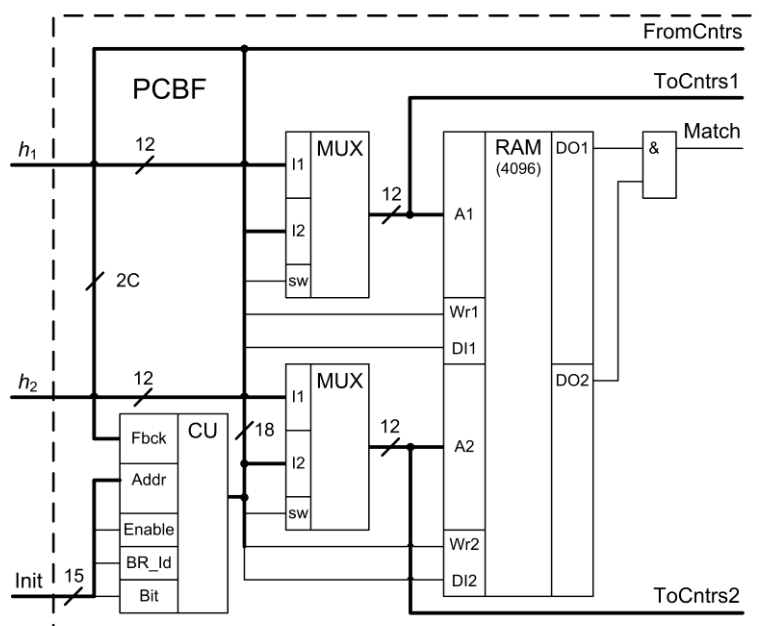 FromCntrs
PCBF
ToCntrs1
h1
12
I1
MUX
I2
sw
12
RAM
(4096)
A1
DO1
&
Match
2C
Wr1
DI1
h2
12
I1
MUX
I2
sw
12
A2
DO2
18
Fbck
CU
Addr
Enable
BR_Id
Bit
Init
15
Wr2
DI2
ToCntrs2